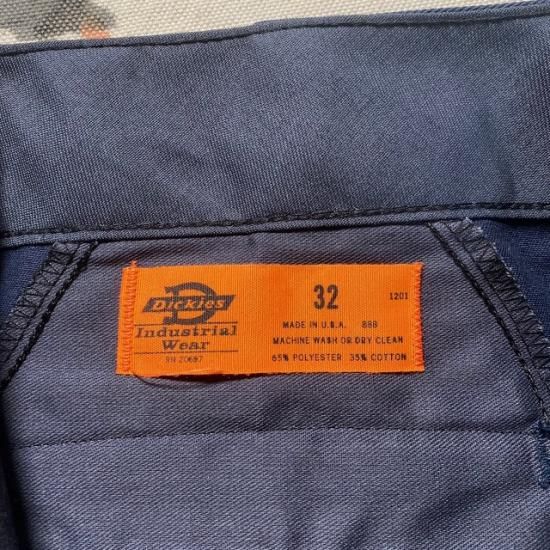 D
Dickies
Industrial
Wear
RN 20697
32
1201
MADE IN U.S.A. 888
MACHINE WASH OR DRY CLEAN
65% POLYESTER 35% COTTON